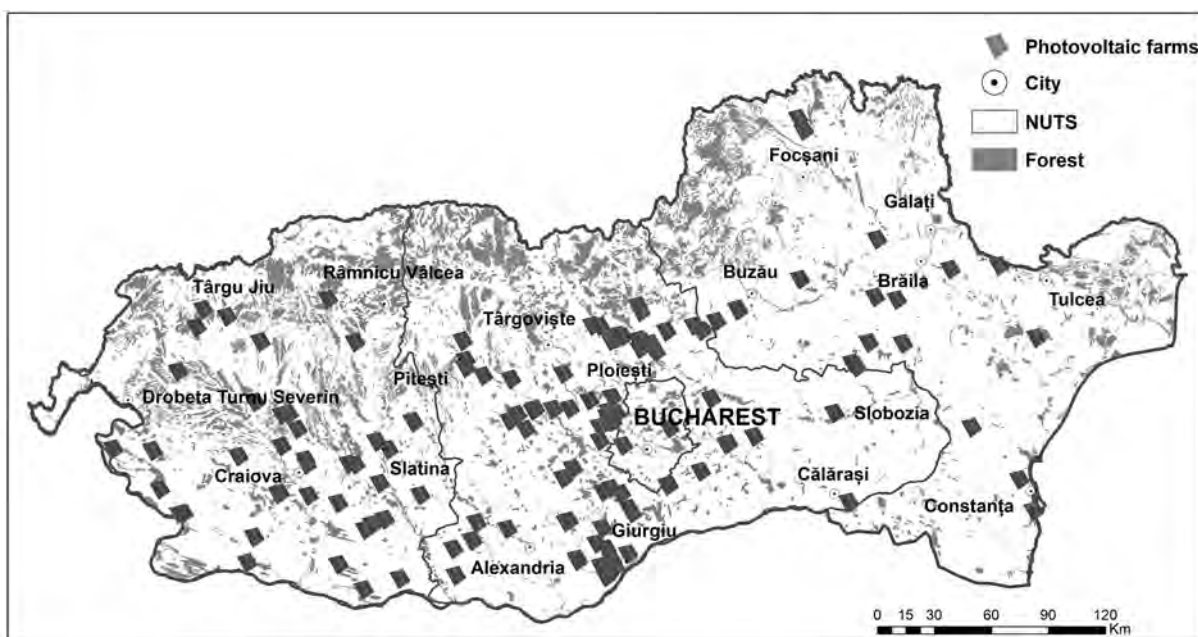 Photovoltaic farms
City
NUTS
Forest
Focșani
Galați
Râmnicu Vâlcea
Buzău
Târgu Jiu
Brăila
Tulcea
Târgoviște
Pitești
Ploiești
Drobeta Turnu Severin
BUCHAREST
Slobozia
Craiova
Slatina
Călărași
Constanța
Giurgiu
Alexandria
0 15 30 60 90 120
Km